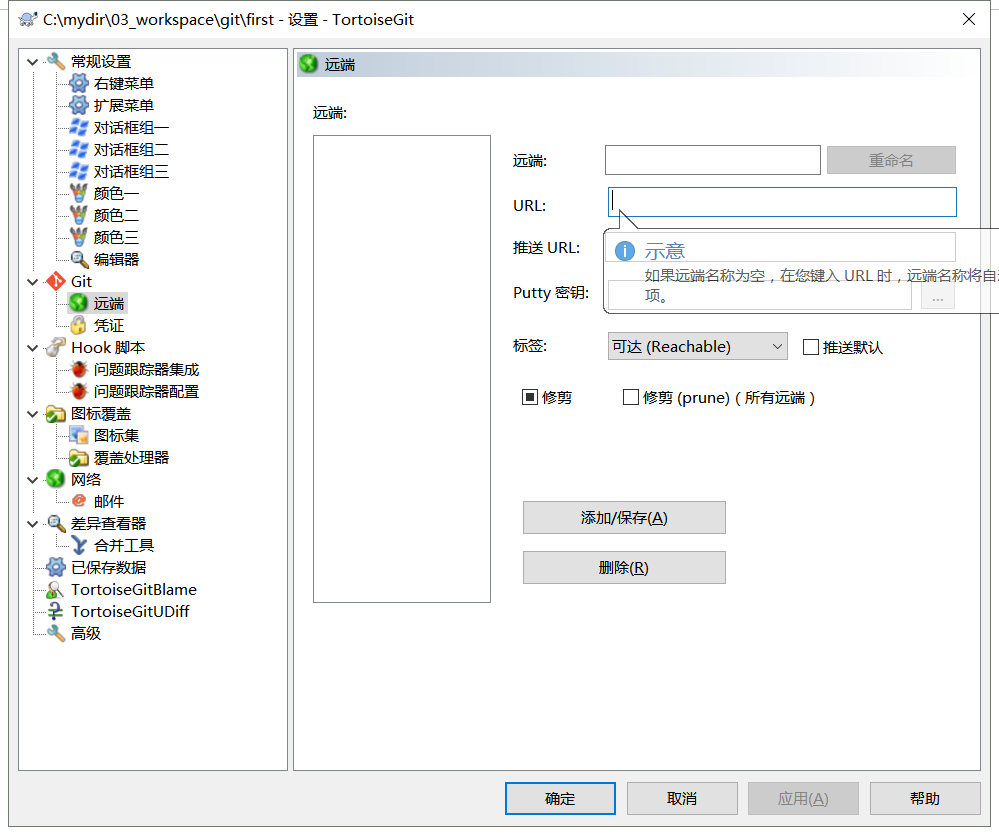 C:\mydir\03_workspace\git\first - 设置 - TortoiseGit
常规设置
右键菜单
扩展菜单
对话框组一
对话框组二
对话框组三
颜色一
颜色二
颜色三
编辑器
Git
远端
凭证
Hook 脚本
问题跟踪器集成
问题跟踪器配置
图标覆盖
图标集
覆盖处理器
网络
邮件
差异查看器
合并工具
已保存数据
TortoiseGitBlame
TortoiseGitUDiff
高级
远端
远端:
远端:
重命名
URL:
推送 URL:
示意
如果远端名称为空，在您键入 URL 时，远端名称将自
项。
Putty 密钥:
...
标签:
可达 (Reachable)
推送默认
修剪
修剪 (prune)（所有远端）
添加/保存(A)
删除(R)
确定
取消
应用(A)
帮助